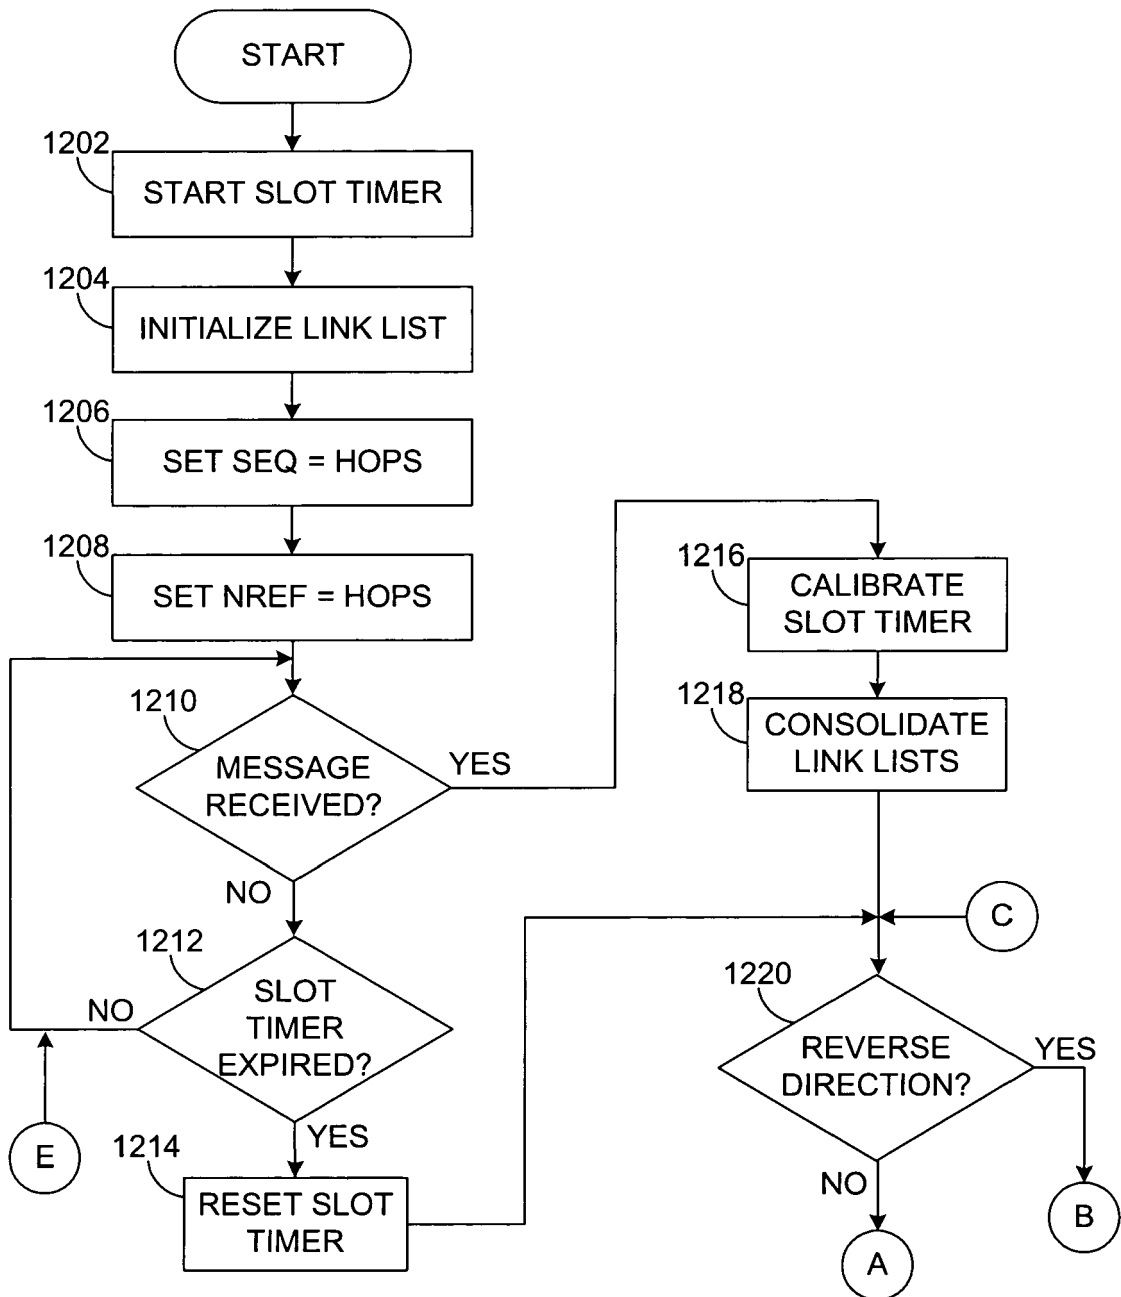 START
1202
START SLOT TIMER
1204
INITIALIZE LINK LIST
1206
SET SEQ = HOPS
1208
SET NREF = HOPS
1210
MESSAGE
RECEIVED?
YES
NO
1212
SLOT
TIMER
EXPIRED?
NO
YES
E
1214
RESET SLOT
TIMER
1216
CALIBRATE
SLOT TIMER
1218
CONSOLIDATE
LINK LISTS
C
1220
REVERSE
DIRECTION?
YES
NO
B
A